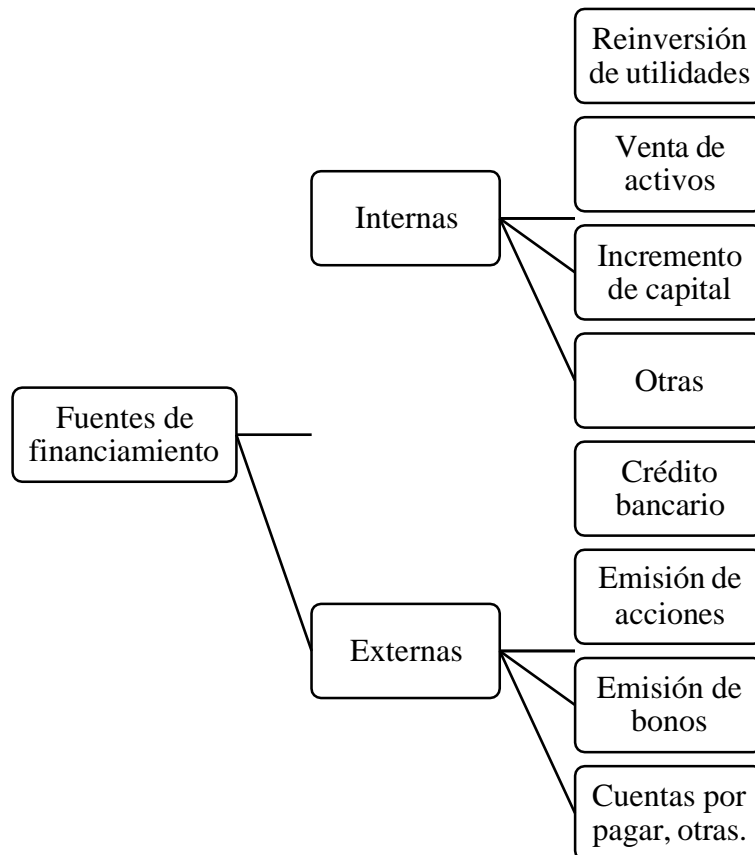 Fuentes de
financiamiento
Internas
Reinversión
de utilidades
Venta de
activos
Incremento
de capital
Otras
Externas
Crédito
bancario
Emisión de
acciones
Emisión de
bonos
Cuentas por
pagar, otras.